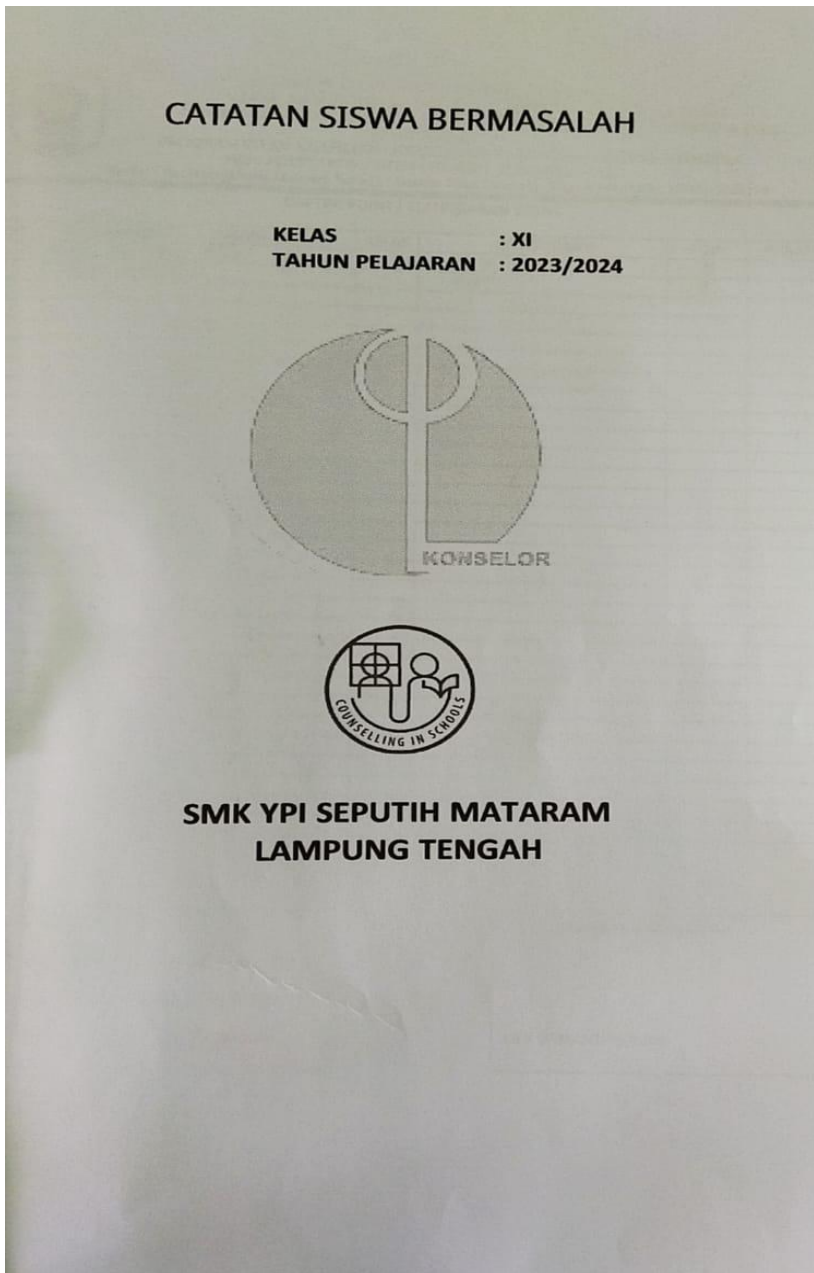 CATATAN SISWA BERMASALAH
KELAS : XI
TAHUN PELAJARAN : 2023/2024
KONSELOR
COUNSELLING IN SCHOOLS
SMK YPI SEPUTIH MATARAM
LAMPUNG TENGAH